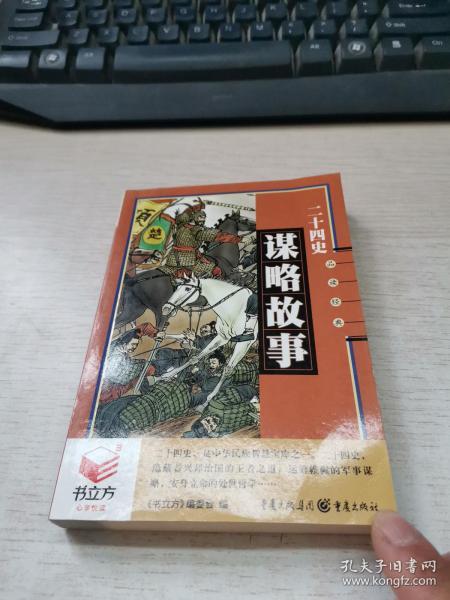 二十四史
谋略故事
品读经典
楚
二十四史，是中华民族智慧宝库之一。二十四史，
隐藏着兴邦治国的王者之道，运筹帷幄的军事谋
略，安身立命的处世哲学……
书立方
心享悦读
《书立方》编委会 编
重庆出版集团 重庆出版社
孔夫子旧书网
www.kongfz.com